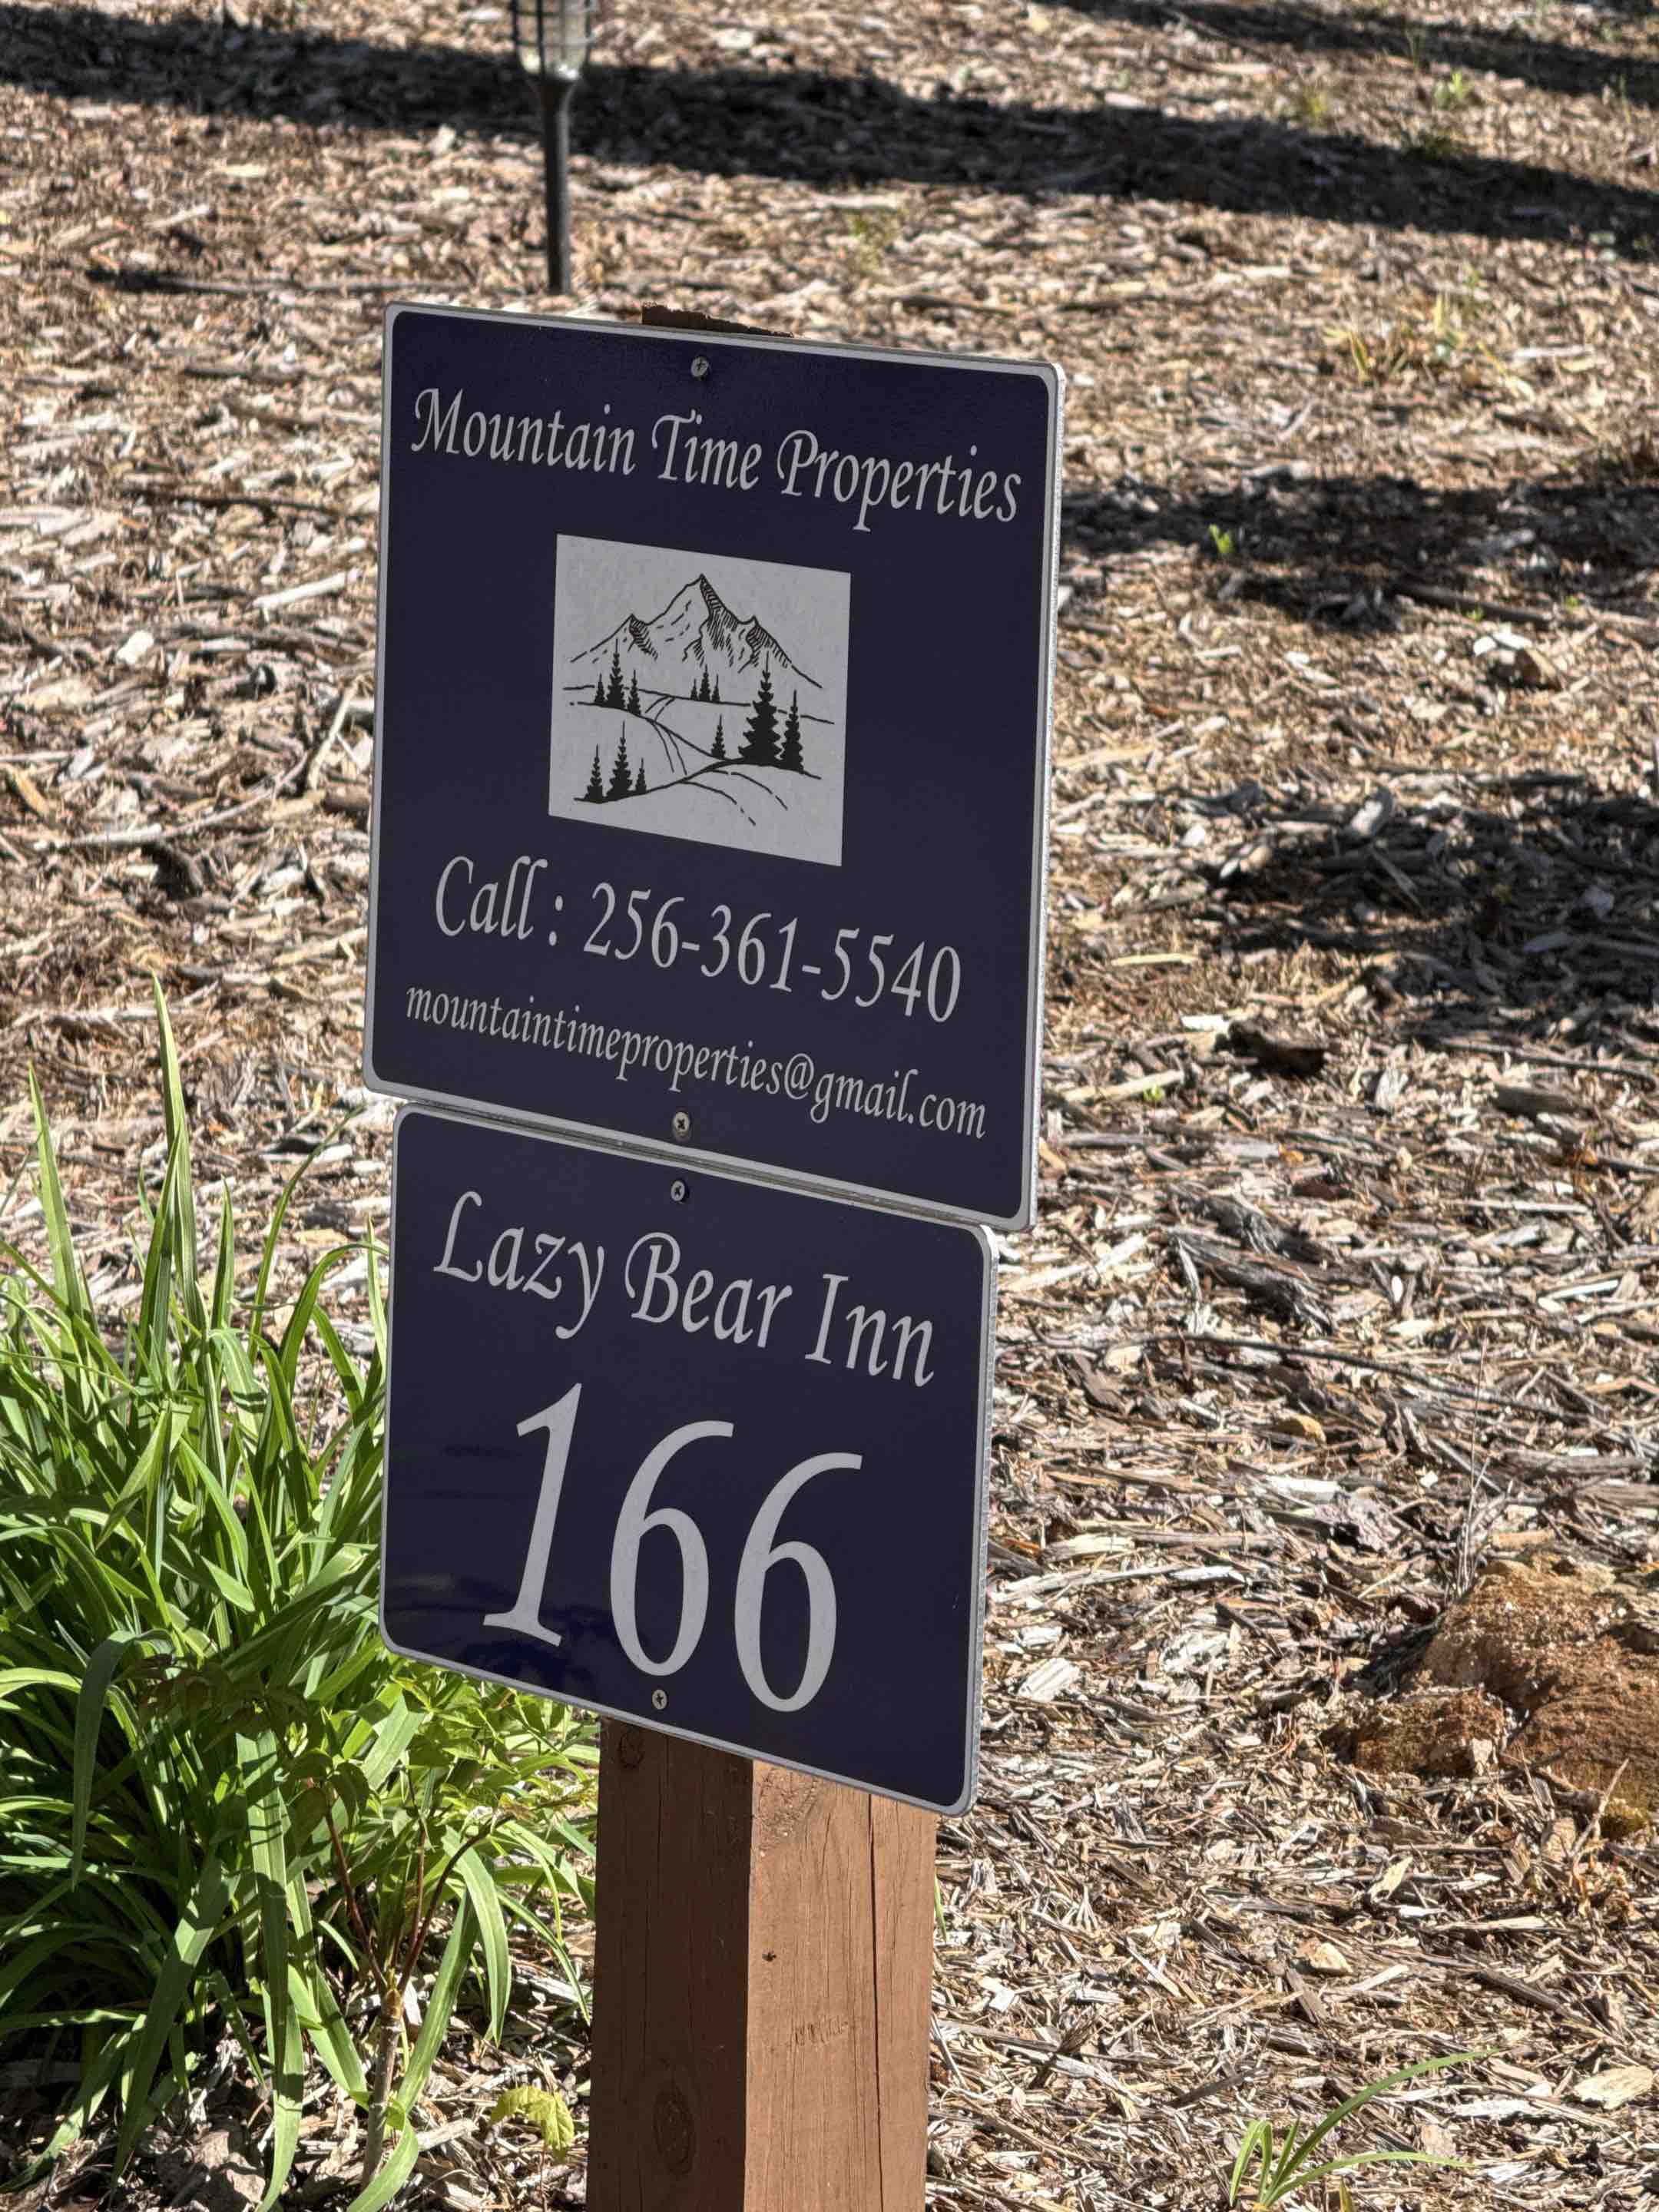 Mountain Time Properties
Call : 256-361-5540
mountaintimeproperties@gmail.com
Lazy Bear Inn
166